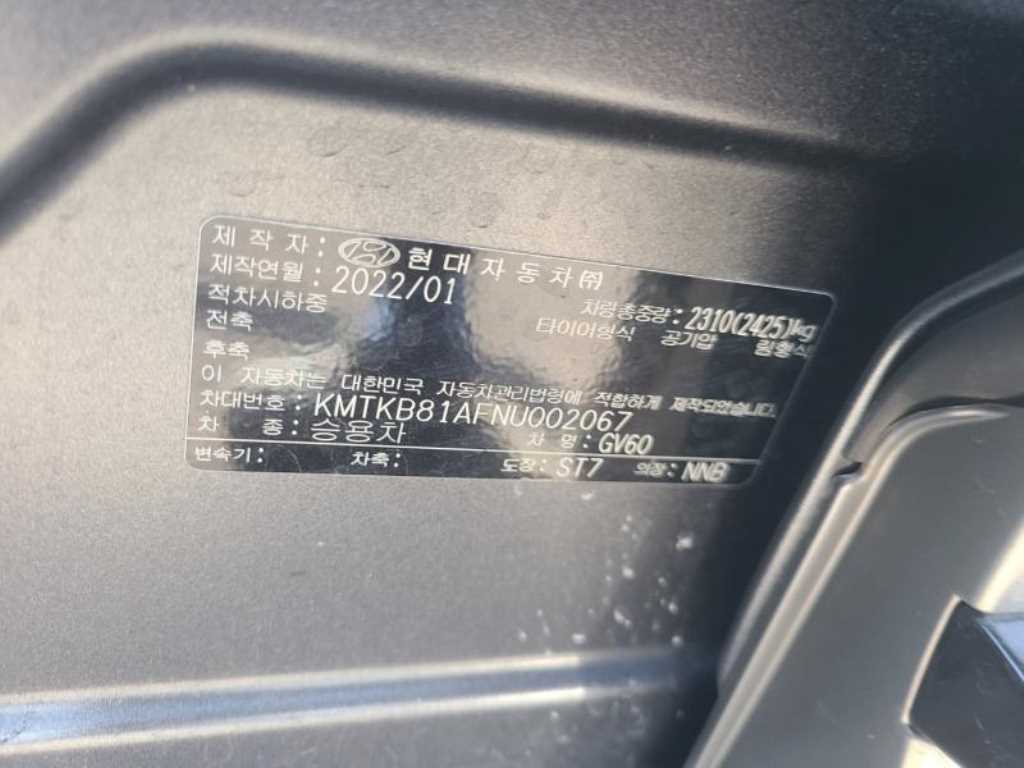 제 작 자 : 현 대 자 동 차 ㈜
제작연월 : 2022/01
차량총중량 : 2310(2425)kg
적차시하중 타이어형식 공기압 림형식
전축
후축
이 자동차는 대한민국 자동차관리법령에 적합하게 제작되었습니다.
차대번호 : KMTKB81AFNU002067
차 종 : 승용차 차 명 : GV60
변속기 : 차축 : 도장 : ST7 의장 : NNB